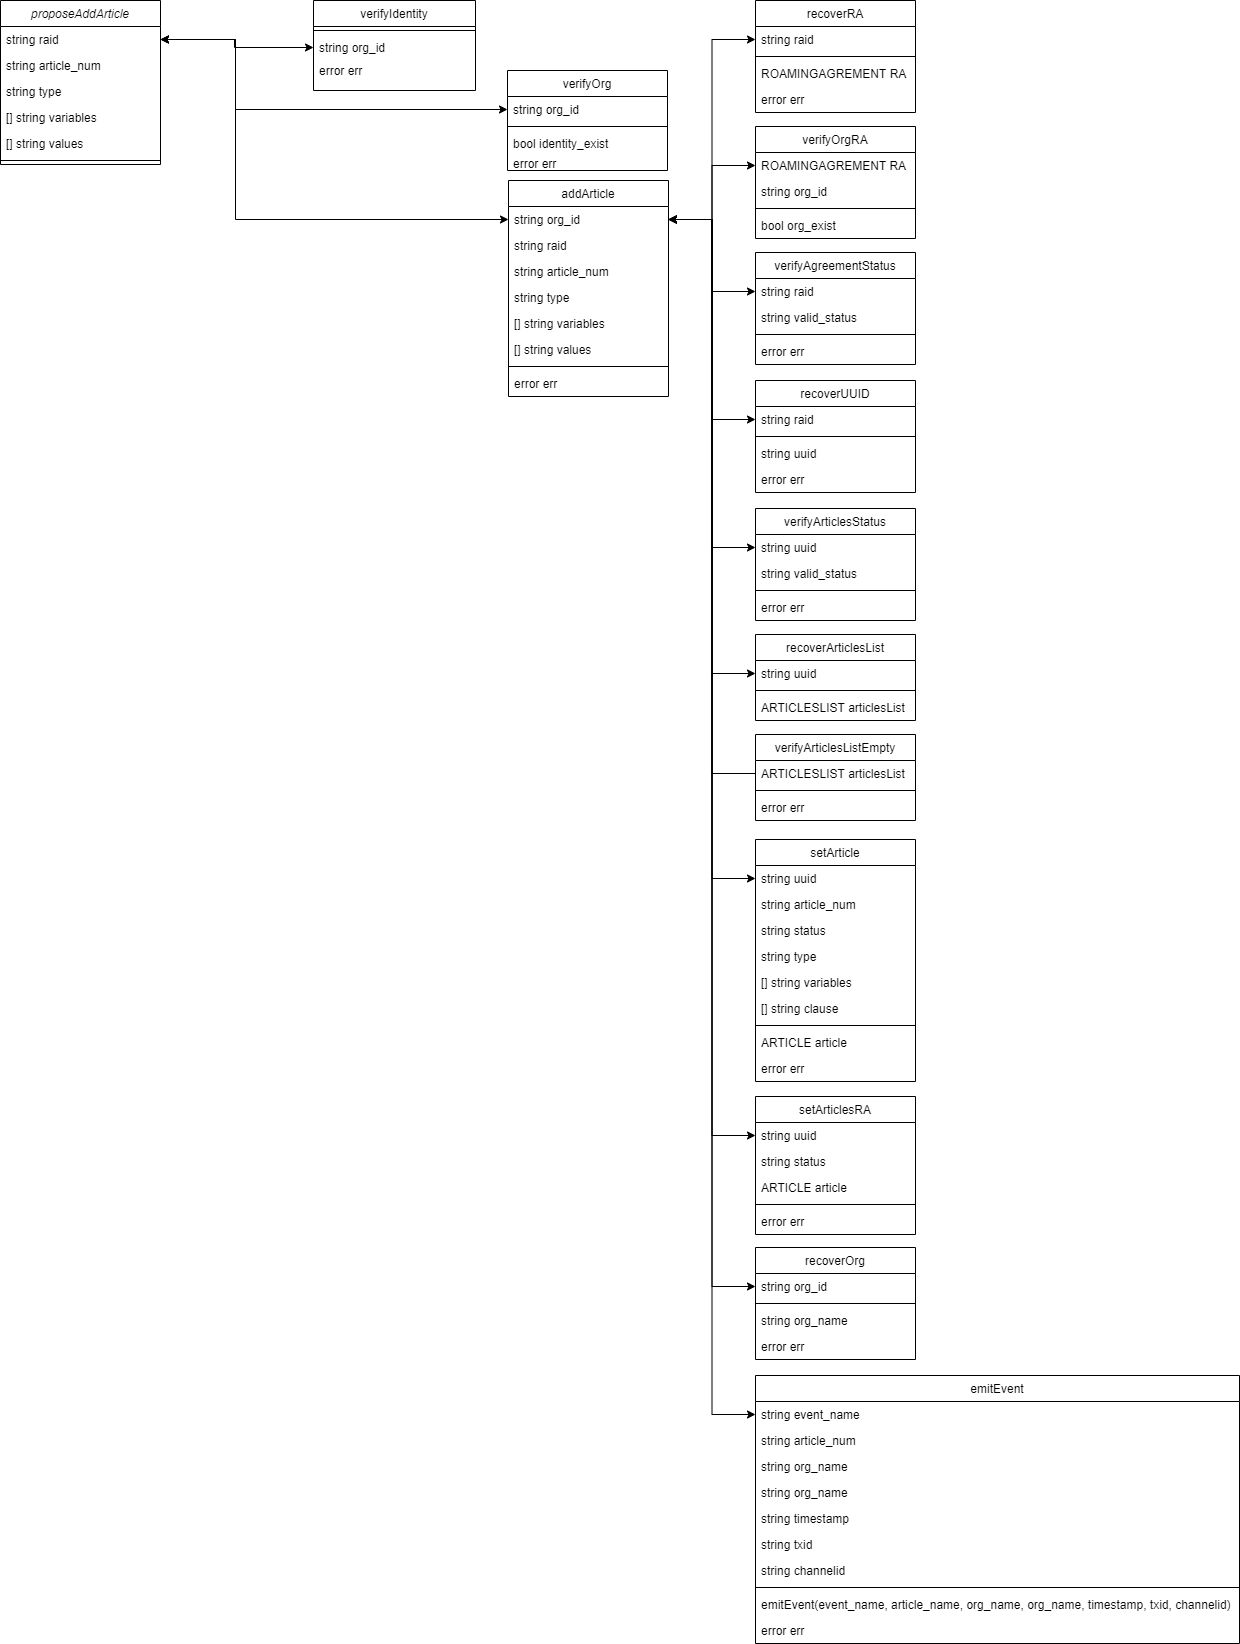 proposeAddArticle
string raid
string article_num
string type
[] string variables
[] string values
verifyIdentity
string org_id
error err
verifyOrg
string org_id
bool identity_exist
error err
addArticle
string org_id
string raid
string article_num
string type
[] string variables
[] string values
error err
recoverRA
string raid
ROAMINGAGREMENT RA
error err
verifyOrgRA
ROAMINGAGREMENT RA
string org_id
bool org_exist
verifyAgreementStatus
string raid
string valid_status
error err
recoverUUID
string raid
string uuid
error err
verifyArticlesStatus
string uuid
string valid_status
error err
recoverArticlesList
string uuid
ARTICLESLIST articlesList
verifyArticlesListEmpty
ARTICLESLIST articlesList
error err
setArticle
string uuid
string article_num
string status
string type
[] string variables
[] string clause
ARTICLE article
error err
setArticlesRA
string uuid
string status
ARTICLE article
error err
recoverOrg
string org_id
string org_name
error err
emitEvent
string event_name
string article_num
string org_name
string org_name
string timestamp
string txid
string channelid
emitEvent(event_name, article_name, org_name, org_name, timestamp, txid, channelid)
error err